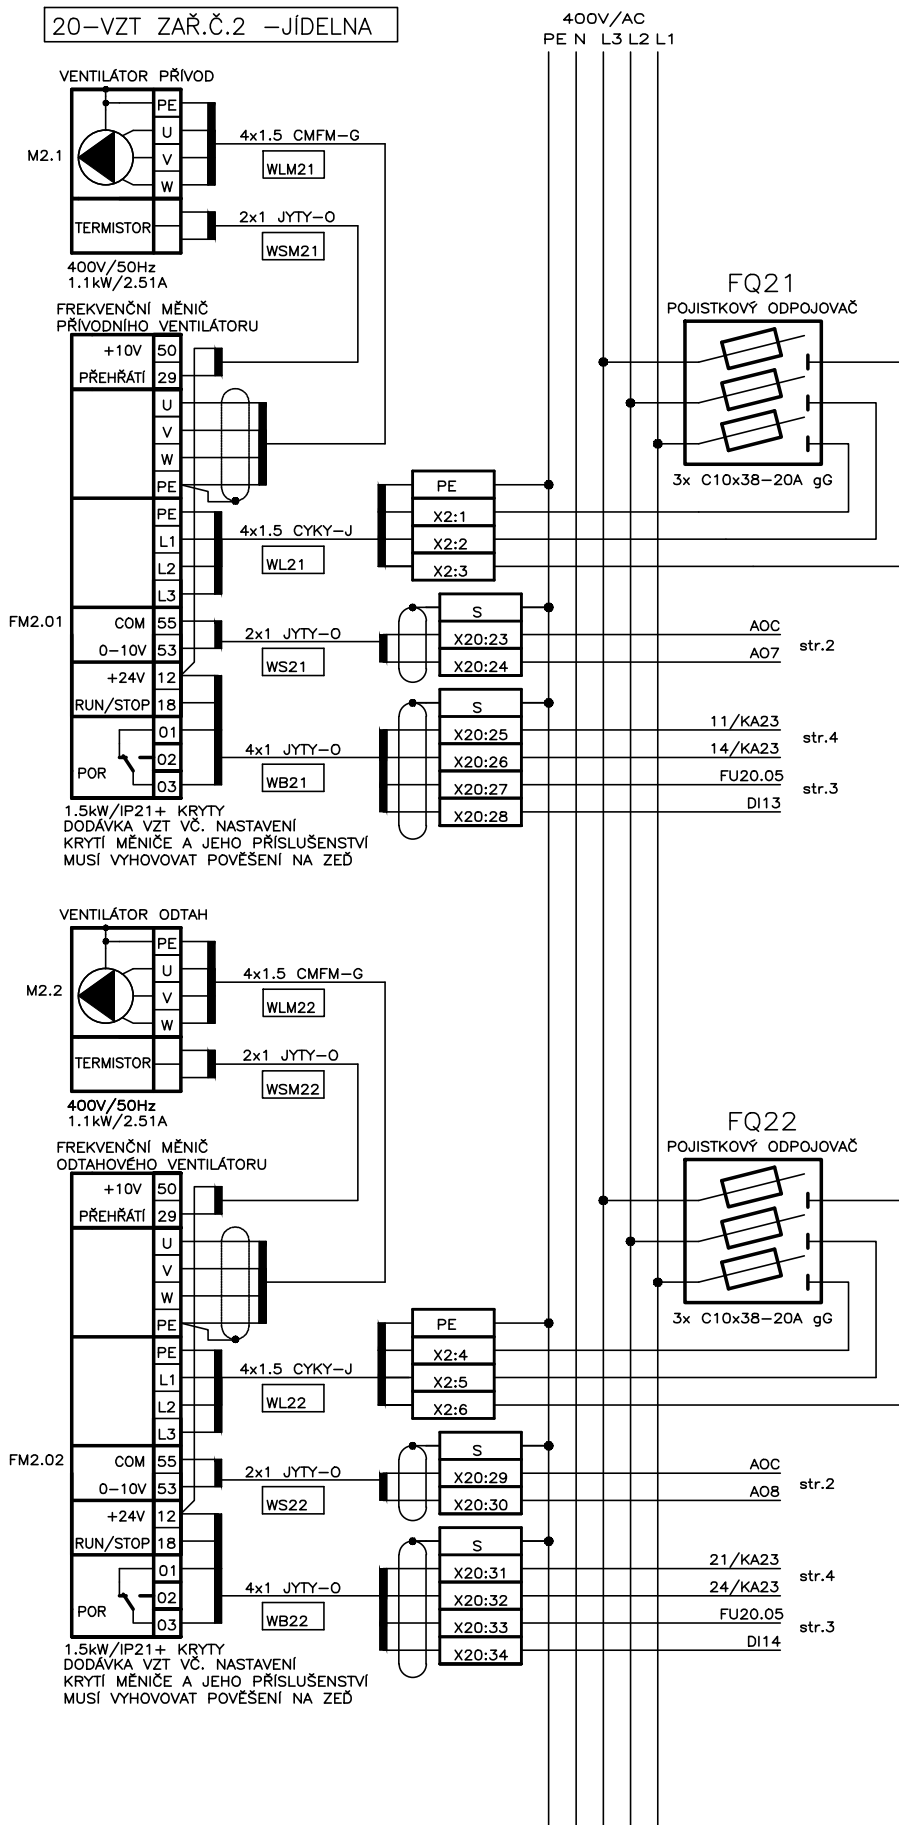 20-VZT ZAŘ.Č.2 -JÍDELNA
400V/AC
PE N L3 L2 L1
VENTILÁTOR PŘÍVOD
M2.1
PE
U
V
W
4x1.5 CMFM-G
WLM21
TERMISTOR
2x1 JYTY-O
WSM21
400V/50Hz
1.1kW/2.51A
FREKVENČNÍ MĚNIČ
PŘÍVODNÍHO VENTILÁTORU
+10V 50
PŘEHŘÁTÍ 29
U
V
W
PE
PE
L1
L2
L3
4x1.5 CYKY-J
WL21
FM2.01
COM 55
0-10V 53
2x1 JYTY-O
WS21
+24V 12
RUN/STOP 18
01
02
03
POR
4x1 JYTY-O
WB21
1.5kW/IP21+ KRYTY
DODÁVKA VZT VČ. NASTAVENÍ
KRYTÍ MĚNIČE A JEHO PŘÍSLUŠENSTVÍ
MUSÍ VYHOVOVAT POVĚŠENÍ NA ZEĎ
FQ21
POJISTKOVÝ ODPOJOVAČ
3x C10x38-20A gG
PE
X2:1
X2:2
X2:3
S
X20:23 AOC
X20:24 AO7
str.2
S
X20:25 11/KA23
X20:26 14/KA23
str.4
X20:27 FU20.05
X20:28 DI13
str.3
VENTILÁTOR ODTAH
M2.2
PE
U
V
W
4x1.5 CMFM-G
WLM22
TERMISTOR
2x1 JYTY-O
WSM22
400V/50Hz
1.1kW/2.51A
FREKVENČNÍ MĚNIČ
ODTAHOVÉHO VENTILÁTORU
+10V 50
PŘEHŘÁTÍ 29
U
V
W
PE
PE
L1
L2
L3
4x1.5 CYKY-J
WL22
FM2.02
COM 55
0-10V 53
2x1 JYTY-O
WS22
+24V 12
RUN/STOP 18
01
02
03
POR
4x1 JYTY-O
WB22
1.5kW/IP21+ KRYTY
DODÁVKA VZT VČ. NASTAVENÍ
KRYTÍ MĚNIČE A JEHO PŘÍSLUŠENSTVÍ
MUSÍ VYHOVOVAT POVĚŠENÍ NA ZEĎ
FQ22
POJISTKOVÝ ODPOJOVAČ
3x C10x38-20A gG
PE
X2:4
X2:5
X2:6
S
X20:29 AOC
X20:30 AO8
str.2
S
X20:31 21/KA23
X20:32 24/KA23
str.4
X20:33 FU20.05
X20:34 DI14
str.3